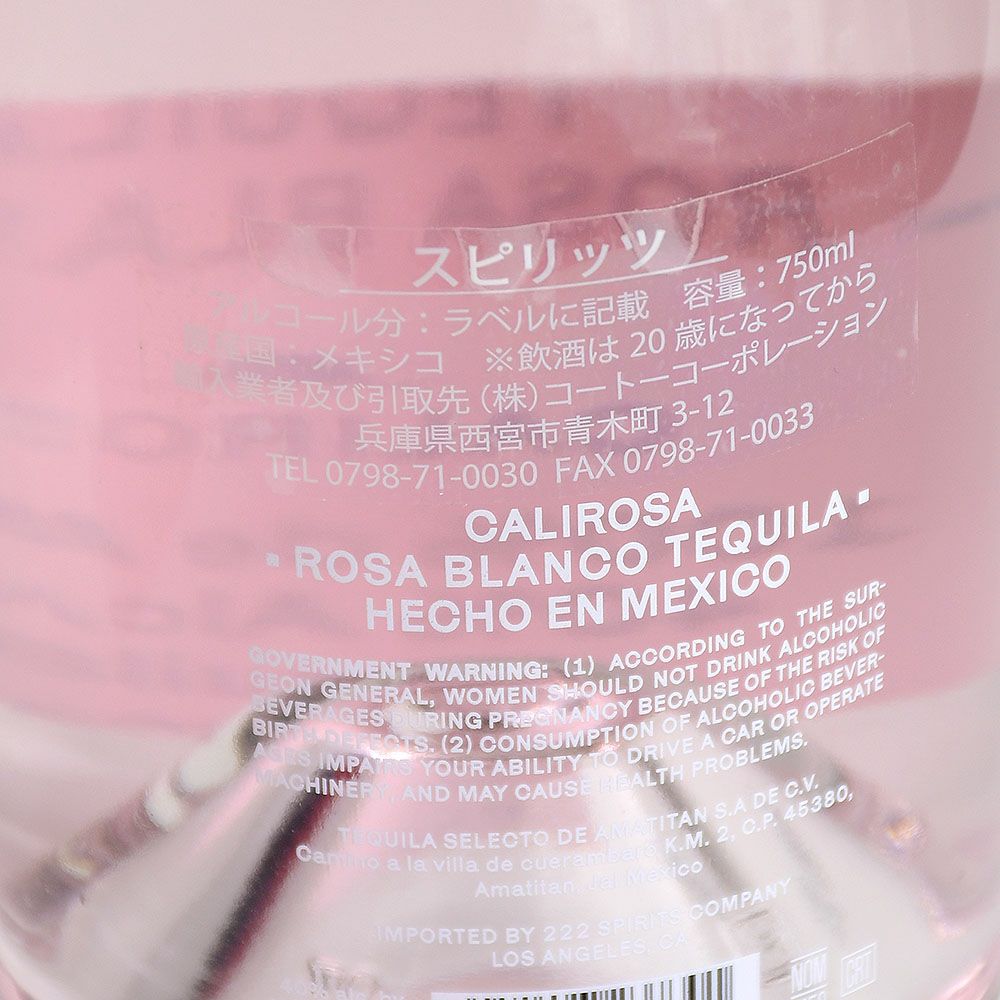 スピリッツ
アルコール分：ラベルに記載　容量：750ml
原産国：メキシコ　※飲酒は 20 歳になってから
輸入業者及び引取先（株）コートーコーポレーション
兵庫県西宮市青木町 3-12
TEL 0798-71-0030 FAX 0798-71-0033
CALIROSA
▪ ROSA BLANCO TEQUILA ▪
HECHO EN MEXICO
GOVERNMENT WARNING: (1) ACCORDING TO THE SUR-
GEON GENERAL, WOMEN SHOULD NOT DRINK ALCOHOLIC
BEVERAGES DURING PREGNANCY BECAUSE OF THE RISK OF
BIRTH DEFECTS. (2) CONSUMPTION OF ALCOHOLIC BEVER-
AGES IMPAIRS YOUR ABILITY TO DRIVE A CAR OR OPERATE
MACHINERY, AND MAY CAUSE HEALTH PROBLEMS.
TEQUILA SELECTO DE AMATITAN S.A DE C.V.
Camino a la villa de cuerambaro K.M. 2, C.P. 45380,
Amatitan, Jal Mexico
IMPORTED BY 222 SPIRITS COMPANY
LOS ANGELES, CA
NOM CRT